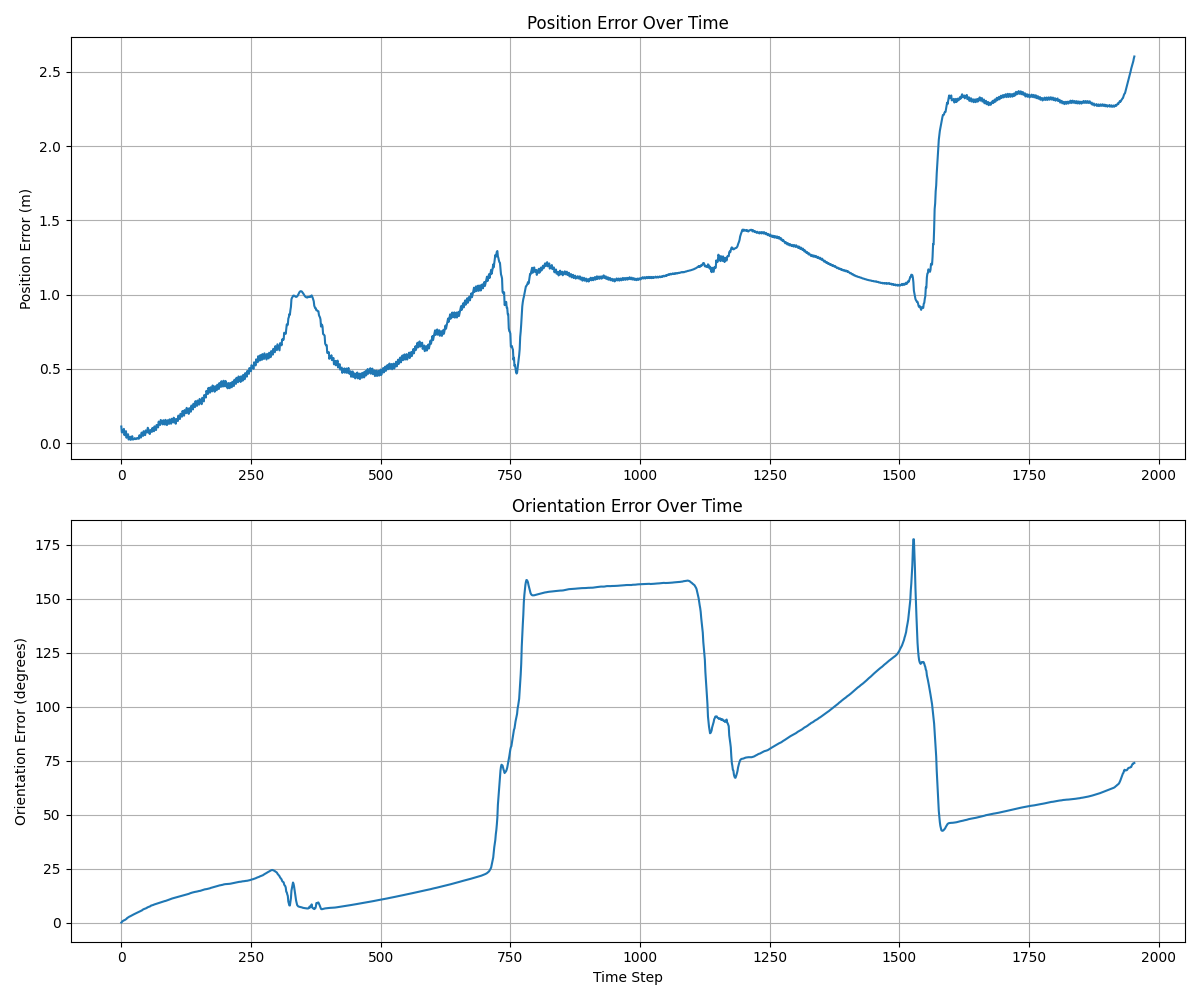 Position Error Over Time
Position Error (m)
2.5
2.0
1.5
1.0
0.5
0.0
0 250 500 750 1000 1250 1500 1750 2000
Orientation Error Over Time
Orientation Error (degrees)
175
150
125
100
75
50
25
0
0 250 500 750 1000 1250 1500 1750 2000
Time Step